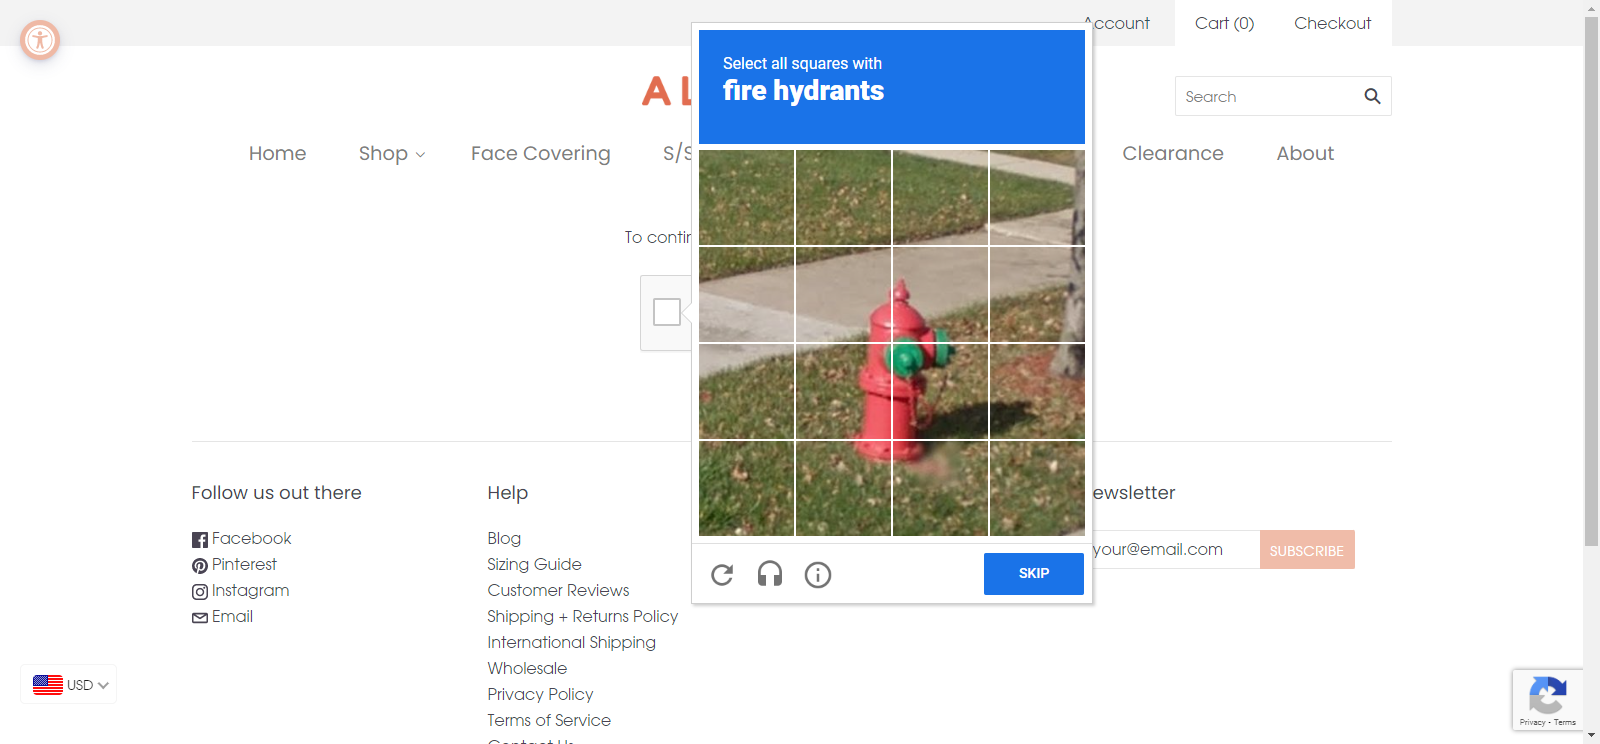 Account
Cart (0)
Checkout
Select all squares with
fire hydrants
AL
Search
Home
Shop
Face Covering
S/S
Clearance
About
To contin
Follow us out there
Help
ewsletter
Facebook
Pinterest
Instagram
Email
Blog
Sizing Guide
Customer Reviews
Shipping + Returns Policy
International Shipping
Wholesale
Privacy Policy
Terms of Service
your@email.com
SUBSCRIBE
SKIP
USD
Privacy - Terms